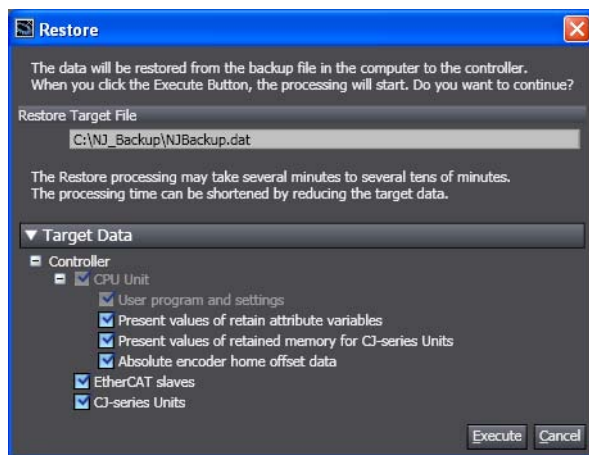 Restore
The data will be restored from the backup file in the computer to the controller.
When you click the Execute Button, the processing will start. Do you want to continue?
Restore Target File
C:\NJ_Backup\NJBackup.dat
The Restore processing may take several minutes to several tens of minutes.
The processing time can be shortened by reducing the target data.
Target Data
Controller
CPU Unit
User program and settings
Present values of retain attribute variables
Present values of retained memory for CJ-series Units
Absolute encoder home offset data
EtherCAT slaves
CJ-series Units
Execute Cancel